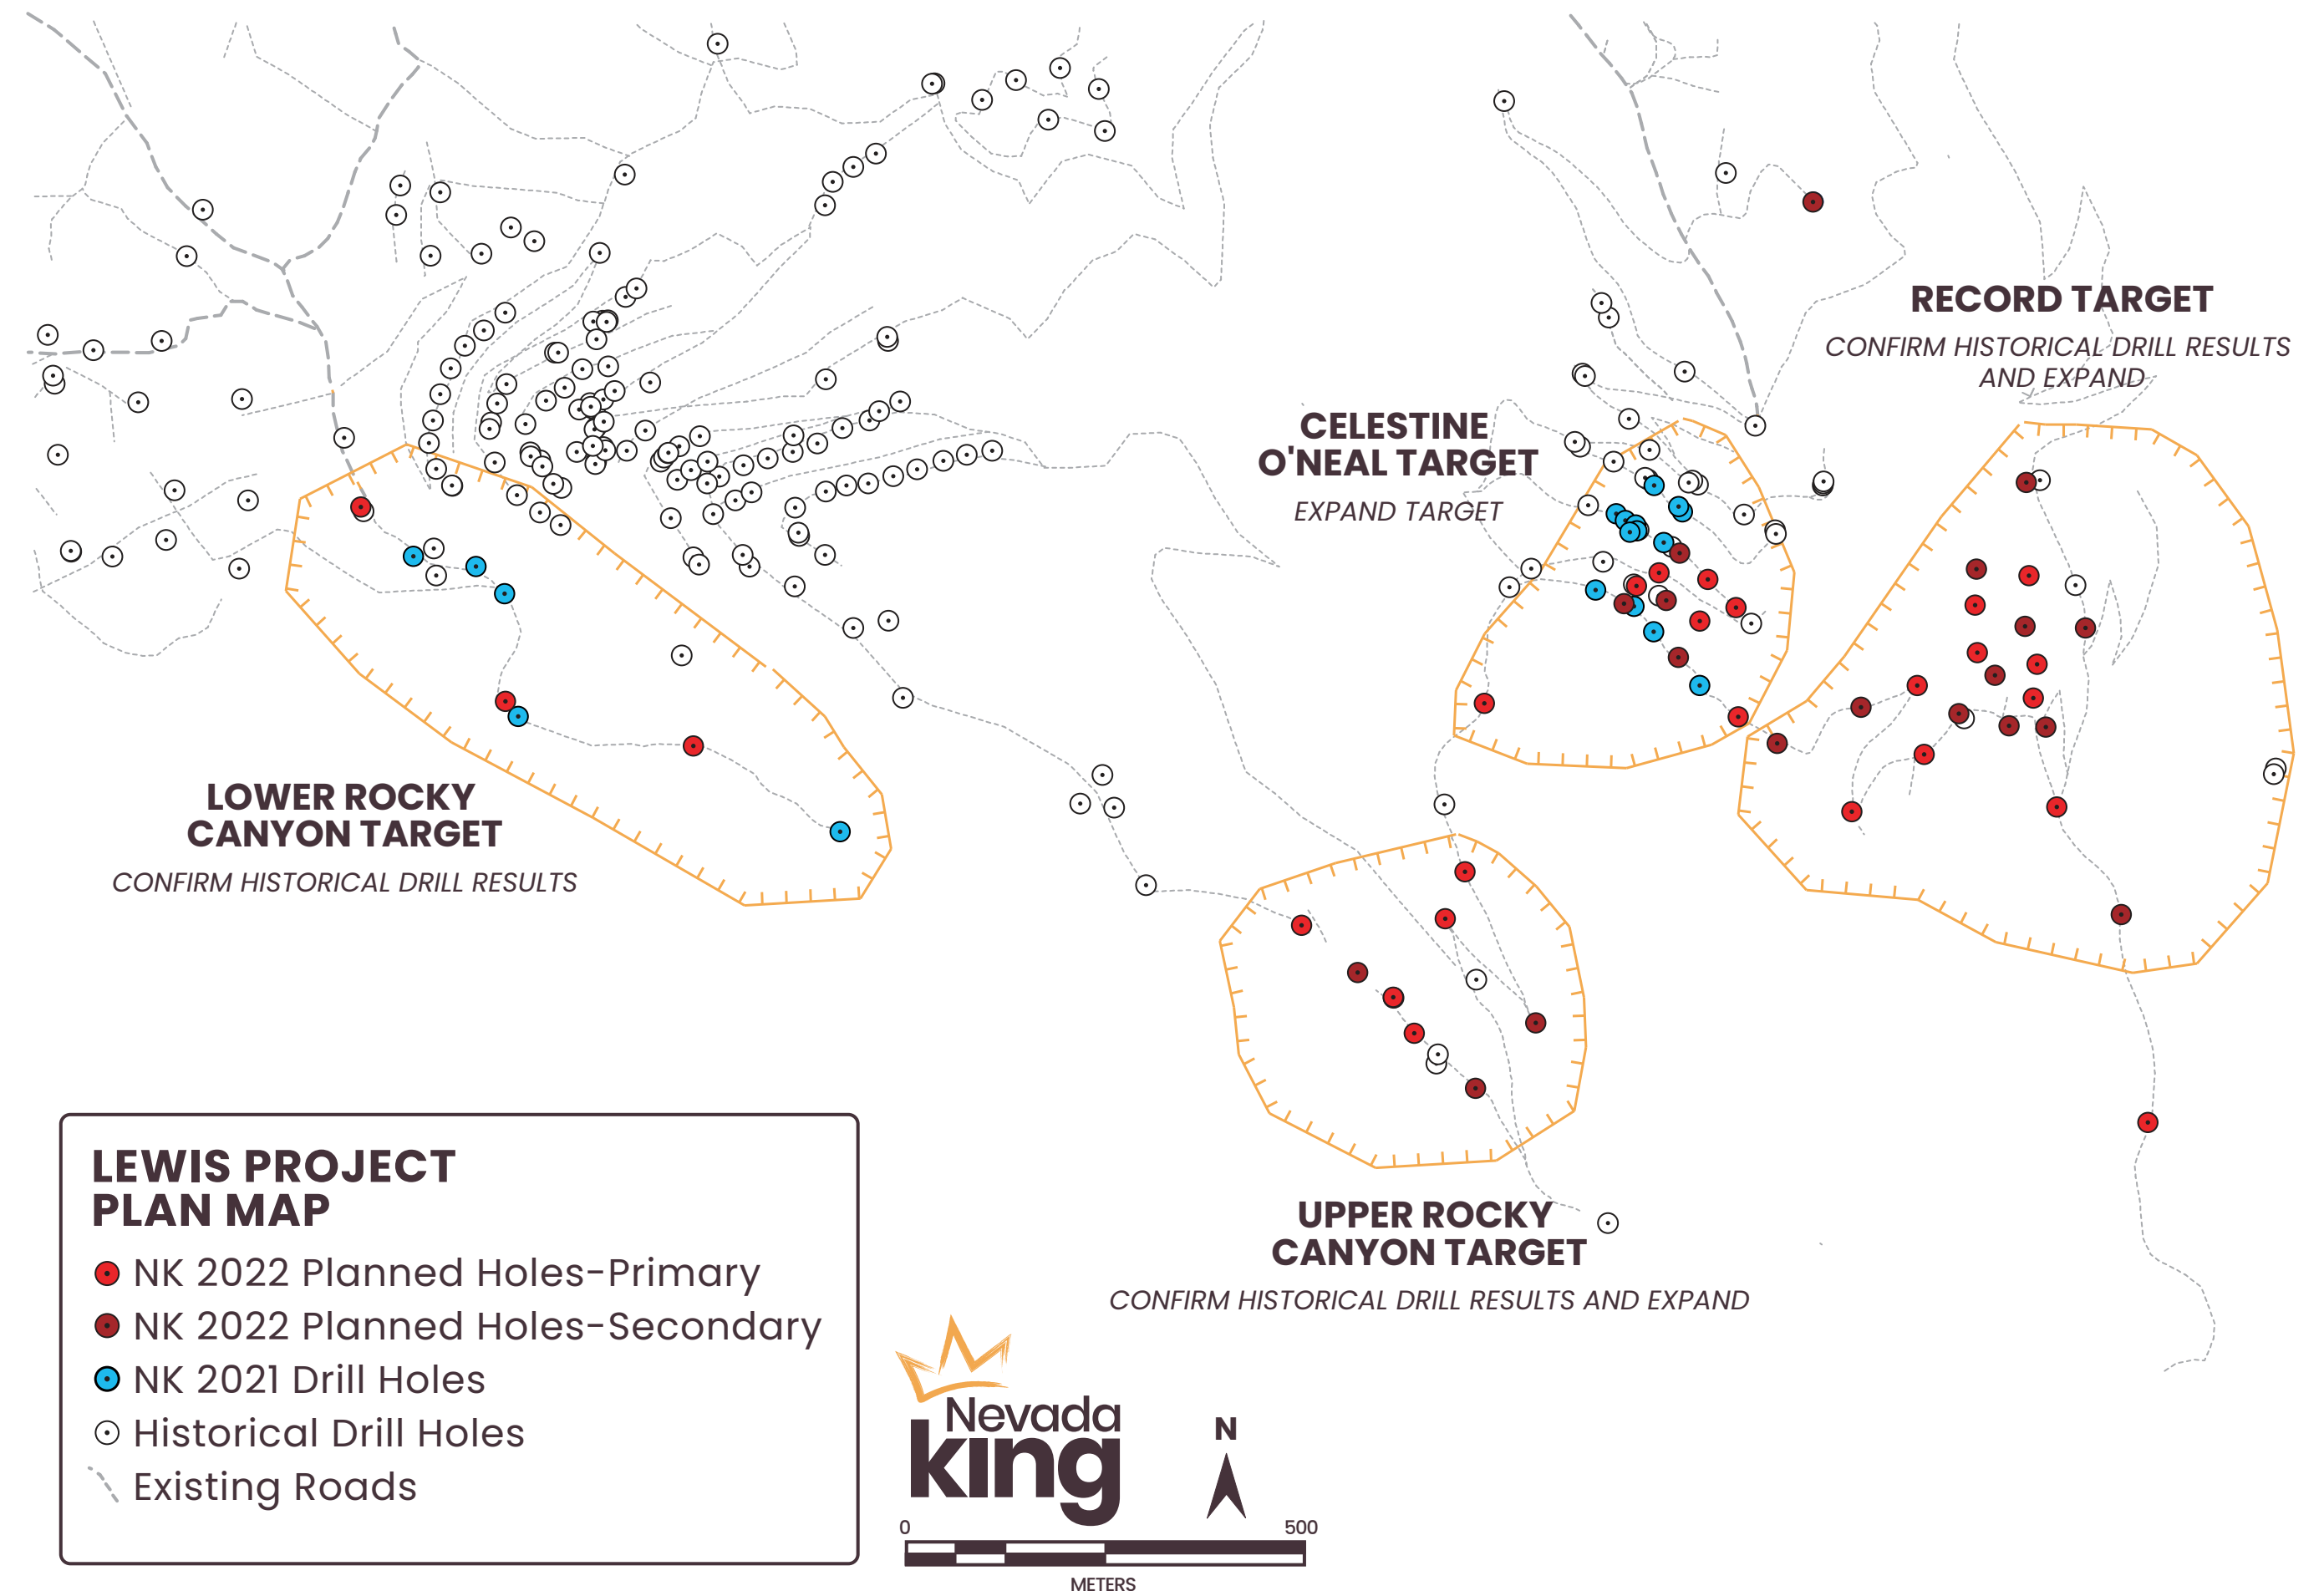 RECORD TARGET
CONFIRM HISTORICAL DRILL RESULTS
AND EXPAND
CELESTINE
O'NEAL TARGET
EXPAND TARGET
LOWER ROCKY
CANYON TARGET
CONFIRM HISTORICAL DRILL RESULTS
UPPER ROCKY
CANYON TARGET
CONFIRM HISTORICAL DRILL RESULTS AND EXPAND
LEWIS PROJECT
PLAN MAP
NK 2022 Planned Holes-Primary
NK 2022 Planned Holes-Secondary
NK 2021 Drill Holes
Historical Drill Holes
Existing Roads
Nevada
king
N
0 500
METERS